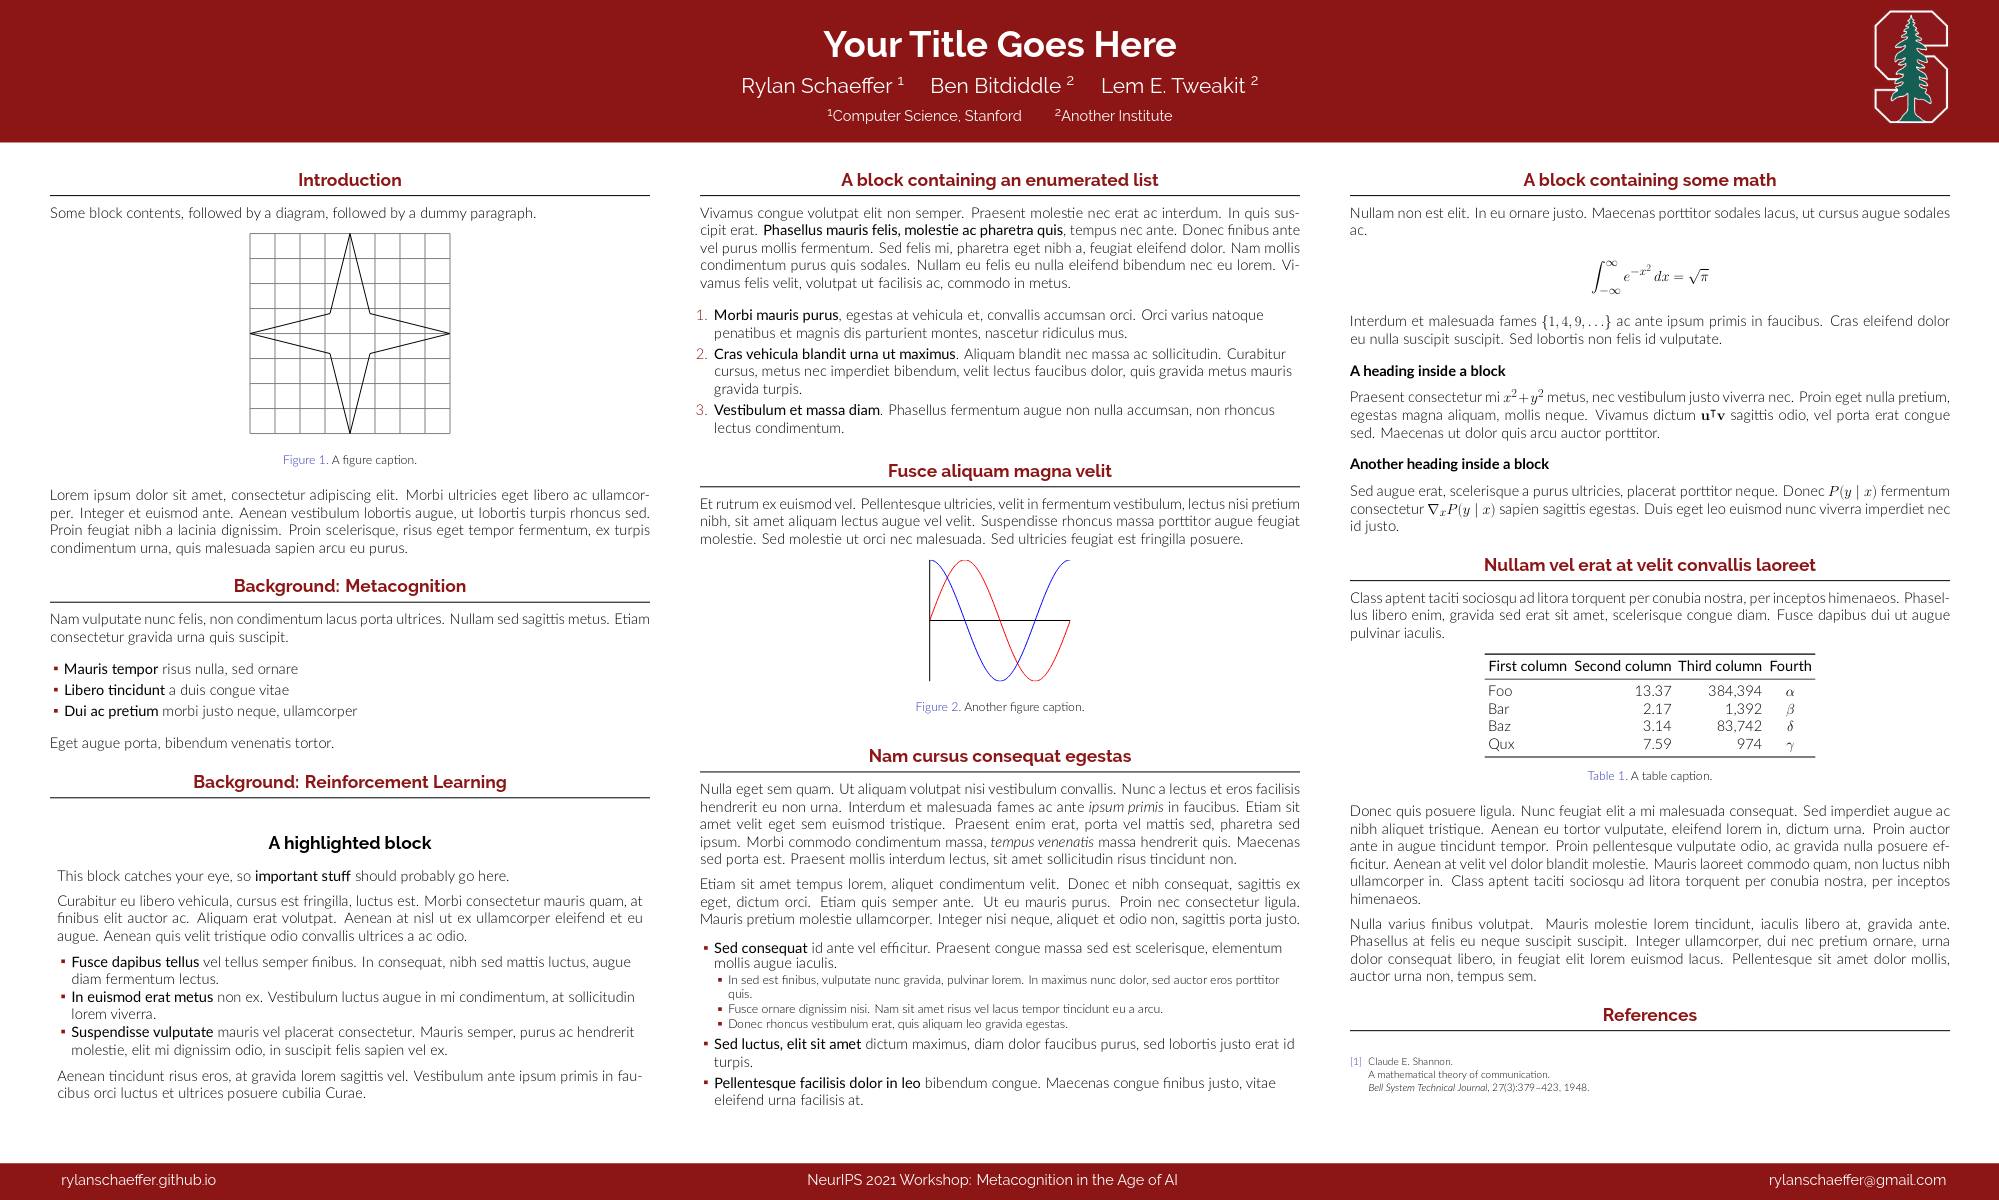 Your Title Goes Here
Rylan Schaeffer ¹ Ben Bitdiddle ² Lem E. Tweakit ²
¹Computer Science, Stanford ²Another Institute
Introduction
Some block contents, followed by a diagram, followed by a dummy paragraph.
Figure 1. A figure caption.
Lorem ipsum dolor sit amet, consectetur adipiscing elit. Morbi ultricies eget libero ac ullamcor-
per. Integer et euismod ante. Aenean vestibulum lobortis augue, ut lobortis turpis rhoncus sed.
Proin feugiat nibh a lacinia dignissim. Proin scelerisque, risus eget tempor fermentum, ex turpis
condimentum urna, quis malesuada sapien arcu eu purus.
Background: Metacognition
Nam vulputate nunc felis, non condimentum lacus porta ultrices. Nullam sed sagittis metus. Etiam
consectetur gravida urna quis suscipit.
▪ Mauris tempor risus nulla, sed ornare
▪ Libero tincidunt a duis congue vitae
▪ Dui ac pretium morbi justo neque, ullamcorper
Eget augue porta, bibendum venenatis tortor.
Background: Reinforcement Learning
A highlighted block
This block catches your eye, so important stuff should probably go here.
Curabitur eu libero vehicula, cursus est fringilla, luctus est. Morbi consectetur mauris quam, at
finibus elit auctor ac. Aliquam erat volutpat. Aenean at nisl ut ex ullamcorper eleifend et eu
augue. Aenean quis velit tristique odio convallis ultrices a ac odio.
▪ Fusce dapibus tellus vel tellus semper finibus. In consequat, nibh sed mattis luctus, augue
diam fermentum lectus.
▪ In euismod erat metus non ex. Vestibulum luctus augue in mi condimentum, at sollicitudin
lorem viverra.
▪ Suspendisse vulputate mauris vel placerat consectetur. Mauris semper, purus ac hendrerit
molestie, elit mi dignissim odio, in suscipit felis sapien vel ex.
Aenean tincidunt risus eros, at gravida lorem sagittis vel. Vestibulum ante ipsum primis in fau-
cibus orci luctus et ultrices posuere cubilia Curae.
A block containing an enumerated list
Vivamus congue volutpat elit non semper. Praesent molestie nec erat ac interdum. In quis sus-
cipit erat. Phasellus mauris felis, molestie ac pharetra quis, tempus nec ante. Donec finibus ante
vel purus mollis fermentum. Sed felis mi, pharetra eget nibh a, feugiat eleifend dolor. Nam mollis
condimentum purus quis sodales. Nullam eu felis eu nulla eleifend bibendum nec eu lorem. Vi-
vamus felis velit, volutpat ut facilisis ac, commodo in metus.
1. Morbi mauris purus, egestas at vehicula et, convallis accumsan orci. Orci varius natoque
penatibus et magnis dis parturient montes, nascetur ridiculus mus.
2. Cras vehicula blandit urna ut maximus. Aliquam blandit nec massa ac sollicitudin. Curabitur
cursus, metus nec imperdiet bibendum, velit lectus faucibus dolor, quis gravida metus mauris
gravida turpis.
3. Vestibulum et massa diam. Phasellus fermentum augue non nulla accumsan, non rhoncus
lectus condimentum.
Fusce aliquam magna velit
Et rutrum ex euismod vel. Pellentesque ultricies, velit in fermentum vestibulum, lectus nisi pretium
nibh, sit amet aliquam lectus augue vel velit. Suspendisse rhoncus massa porttitor augue feugiat
molestie. Sed molestie ut orci nec malesuada. Sed ultricies feugiat est fringilla posuere.
Figure 2. Another figure caption.
Nam cursus consequat egestas
Nulla eget sem quam. Ut aliquam volutpat nisi vestibulum convallis. Nunc a lectus et eros facilisis
hendrerit eu non urna. Interdum et malesuada fames ac ante ipsum primis in faucibus. Etiam sit
amet velit eget sem euismod tristique. Praesent enim erat, porta vel mattis sed, pharetra sed
ipsum. Morbi commodo condimentum massa, tempus venenatis massa hendrerit quis. Maecenas
sed porta est. Praesent mollis interdum lectus, sit amet sollicitudin risus tincidunt non.
Etiam sit amet tempus lorem, aliquet condimentum velit. Donec et nibh consequat, sagittis ex
eget, dictum orci. Etiam quis semper ante. Ut eu mauris purus. Proin nec consectetur ligula.
Mauris pretium molestie ullamcorper. Integer nisi neque, aliquet et odio non, sagittis porta justo.
▪ Sed consequat id ante vel efficitur. Praesent congue massa sed est scelerisque, elementum
mollis augue iaculis.
▪ In sed est finibus, vulputate nunc gravida, pulvinar lorem. In maximus nunc dolor, sed auctor eros porttitor
quis.
▪ Fusce ornare dignissim nisi. Nam sit amet risus vel lacus tempor tincidunt eu a arcu.
▪ Donec rhoncus vestibulum erat, quis aliquam leo gravida egestas.
▪ Sed luctus, elit sit amet dictum maximus, diam dolor faucibus purus, sed lobortis justo erat id
turpis.
▪ Pellentesque facilisis dolor in leo bibendum congue. Maecenas congue finibus justo, vitae
eleifend urna facilisis at.
A block containing some math
Nullam non est elit. In eu ornare justo. Maecenas porttitor sodales lacus, ut cursus augue sodales
ac.
∫_{-∞}^{∞} e^{-x²} dx = √π
Interdum et malesuada fames {1, 4, 9, . . .} ac ante ipsum primis in faucibus. Cras eleifend dolor
eu nulla suscipit suscipit. Sed lobortis non felis id vulputate.
A heading inside a block
Praesent consectetur mi x²+y² metus, nec vestibulum justo viverra nec. Proin eget nulla pretium,
egestas magna aliquam, mollis neque. Vivamus dictum u⊺v sagittis odio, vel porta erat congue
sed. Maecenas ut dolor quis arcu auctor porttitor.
Another heading inside a block
Sed augue erat, scelerisque a purus ultricies, placerat porttitor neque. Donec P(y | x) fermentum
consectetur ∇ₓP(y | x) sapien sagittis egestas. Duis eget leo euismod nunc viverra imperdiet nec
id justo.
Nullam vel erat at velit convallis laoreet
Class aptent taciti sociosqu ad litora torquent per conubia nostra, per inceptos himenaeos. Phasel-
lus libero enim, gravida sed erat sit amet, scelerisque congue diam. Fusce dapibus dui ut augue
pulvinar iaculis.
First column Second column Third column Fourth
Foo 13.37 384,394 α
Bar 2.17 1,392 β
Baz 3.14 83,742 δ
Qux 7.59 974 γ
Table 1. A table caption.
Donec quis posuere ligula. Nunc feugiat elit a mi malesuada consequat. Sed imperdiet augue ac
nibh aliquet tristique. Aenean eu tortor vulputate, eleifend lorem in, dictum urna. Proin auctor
ante in augue tincidunt tempor. Proin pellentesque vulputate odio, ac gravida nulla posuere ef-
ficitur. Aenean at velit vel dolor blandit molestie. Mauris laoreet commodo quam, non luctus nibh
ullamcorper in. Class aptent taciti sociosqu ad litora torquent per conubia nostra, per inceptos
himenaeos.
Nulla varius finibus volutpat. Mauris molestie lorem tincidunt, iaculis libero at, gravida ante.
Phasellus at felis eu neque suscipit suscipit. Integer ullamcorper, dui nec pretium ornare, urna
dolor consequat libero, in feugiat elit lorem euismod lacus. Pellentesque sit amet dolor mollis,
auctor urna non, tempus sem.
References
[1] Claude E. Shannon.
A mathematical theory of communication.
Bell System Technical Journal, 27(3):379–423, 1948.
rylanschaeffer.github.io NeurIPS 2021 Workshop: Metacognition in the Age of AI rylanschaeffer@gmail.com